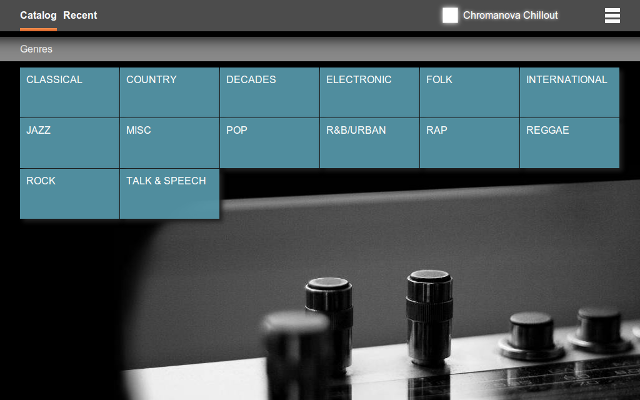 Catalog Recent Chromanova Chillout
Genres
CLASSICAL COUNTRY DECADES ELECTRONIC FOLK INTERNATIONAL
JAZZ MISC POP R&B/URBAN RAP REGGAE
ROCK TALK & SPEECH